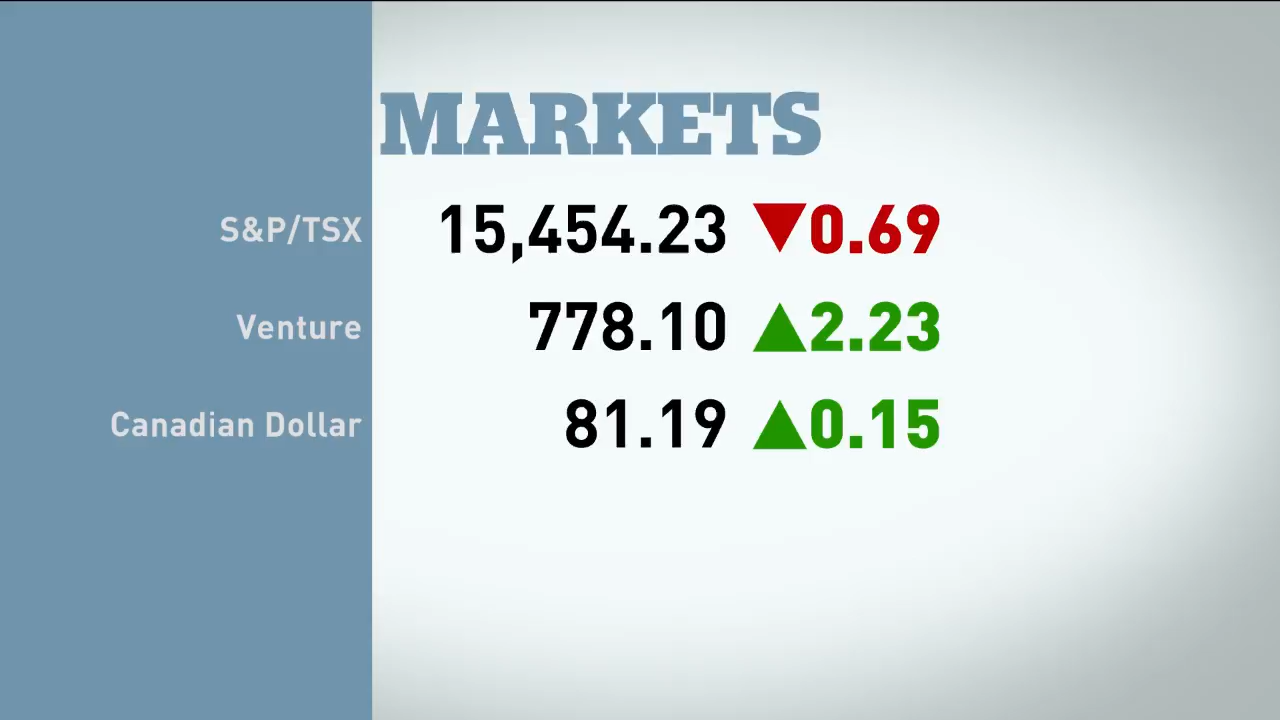 MARKETS
S&P/TSX 15,454.23 ▼0.69
Venture 778.10 ▲2.23
Canadian Dollar 81.19 ▲0.15